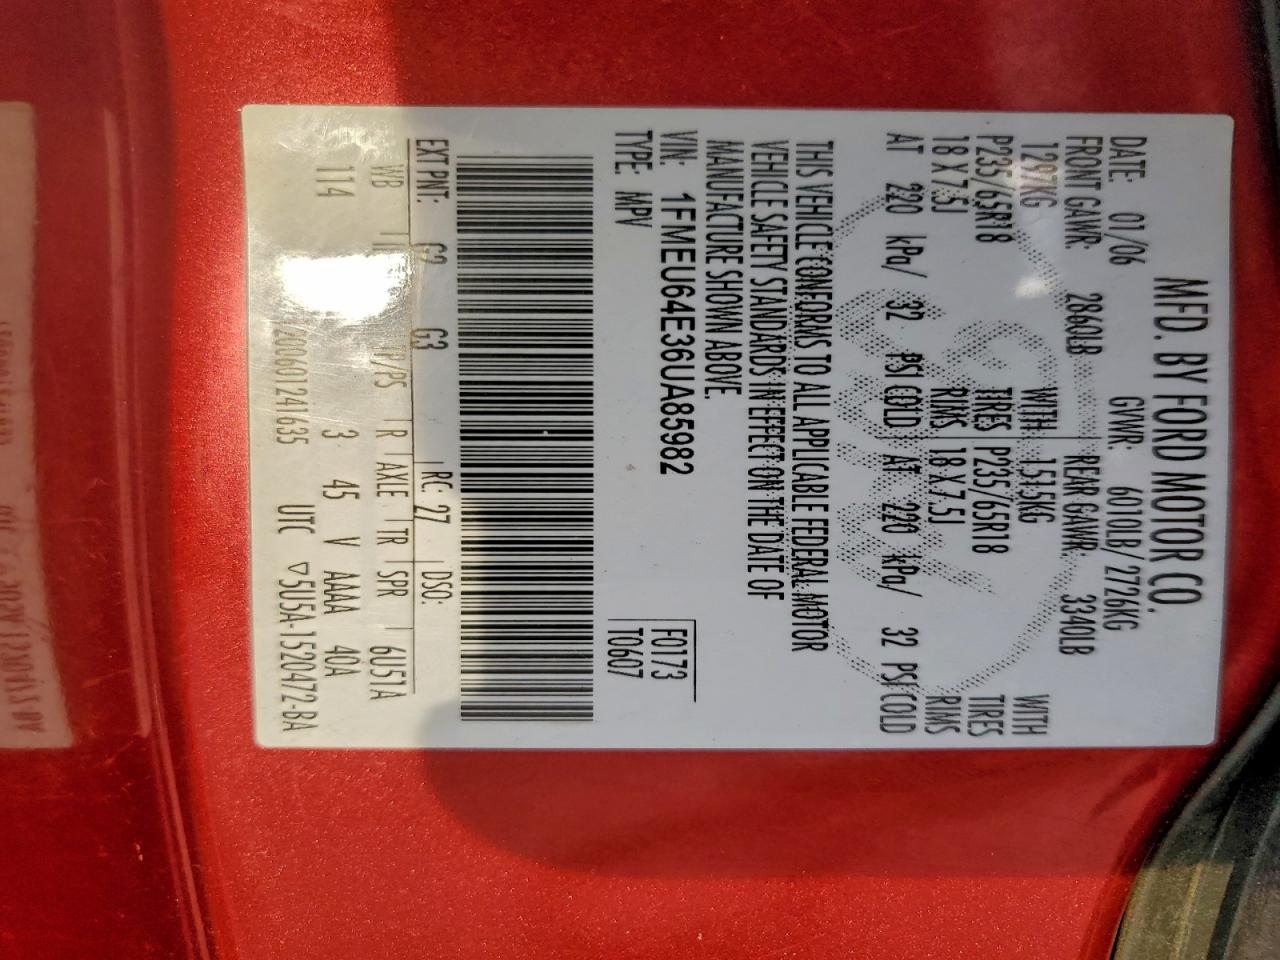 MFD. BY FORD MOTOR CO.
DATE: 01/06 GVWR: 6010LB/ 2726KG
FRONT GAWR: 2860LB REAR GAWR: 3340LB
1297KG WITH 1515KG WITH
P235/65R18 TIRES P235/65R18 TIRES
18 X 7.5J RIMS 18 X 7.5J RIMS
AT 220 kPa/ 32 PSI COLD AT 220 kPa/ 32 PSI COLD
THIS VEHICLE CONFORMS TO ALL APPLICABLE FEDERAL MOTOR
VEHICLE SAFETY STANDARDS IN EFFECT ON THE DATE OF
MANUFACTURE SHOWN ABOVE.
VIN: 1FMEU64E36UA85982 F0173
TYPE: MPV T0607
EXT PNT: G2 G3 RC: 27 DSO:
WB R AXLE TR SPR 6U51A
114 3 45 V AAAA 40A
200601241635 UTC ▽5U5A-1520472-BA